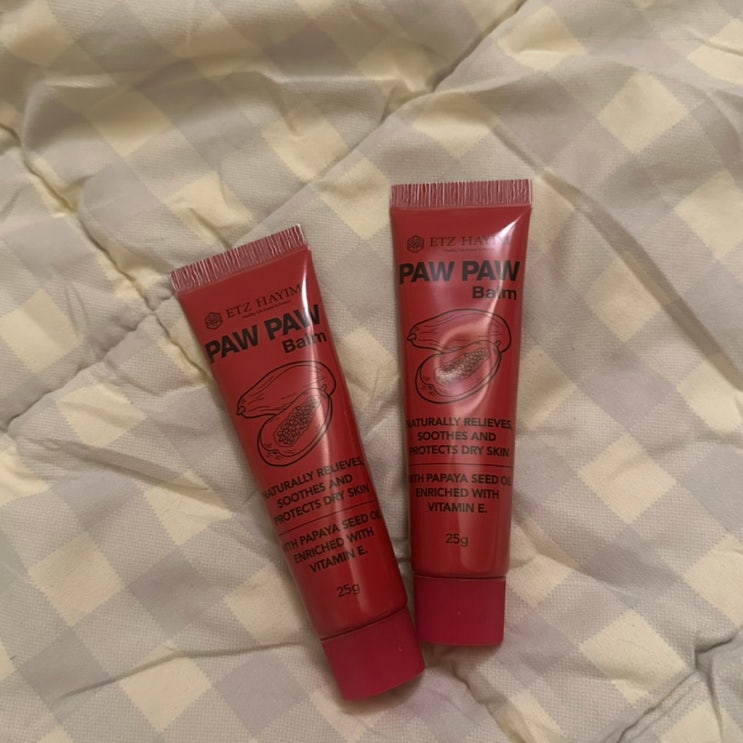 ETZ HAYIM
PAW PAW
Balm
NATURALLY RELIEVES,
SOOTHES AND
PROTECTS DRY SKIN
WITH PAPAYA SEED OIL
ENRICHED WITH
VITAMIN E.
25g
ETZ HAYIM
PAW PAW
Balm
NATURALLY RELIEVES,
SOOTHES AND
PROTECTS DRY SKIN
WITH PAPAYA SEED OIL
ENRICHED WITH
VITAMIN E.
25g